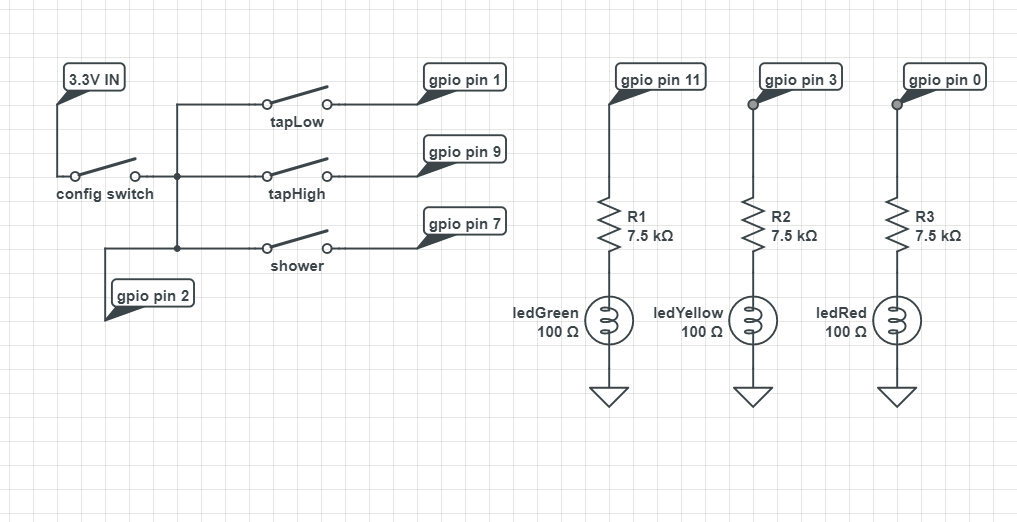 3.3V IN
gpio pin 1
tapLow
config switch
gpio pin 9
tapHigh
gpio pin 7
shower
gpio pin 2
gpio pin 11
R1
7.5 kΩ
ledGreen
100 Ω
gpio pin 3
R2
7.5 kΩ
ledYellow
100 Ω
gpio pin 0
R3
7.5 kΩ
ledRed
100 Ω